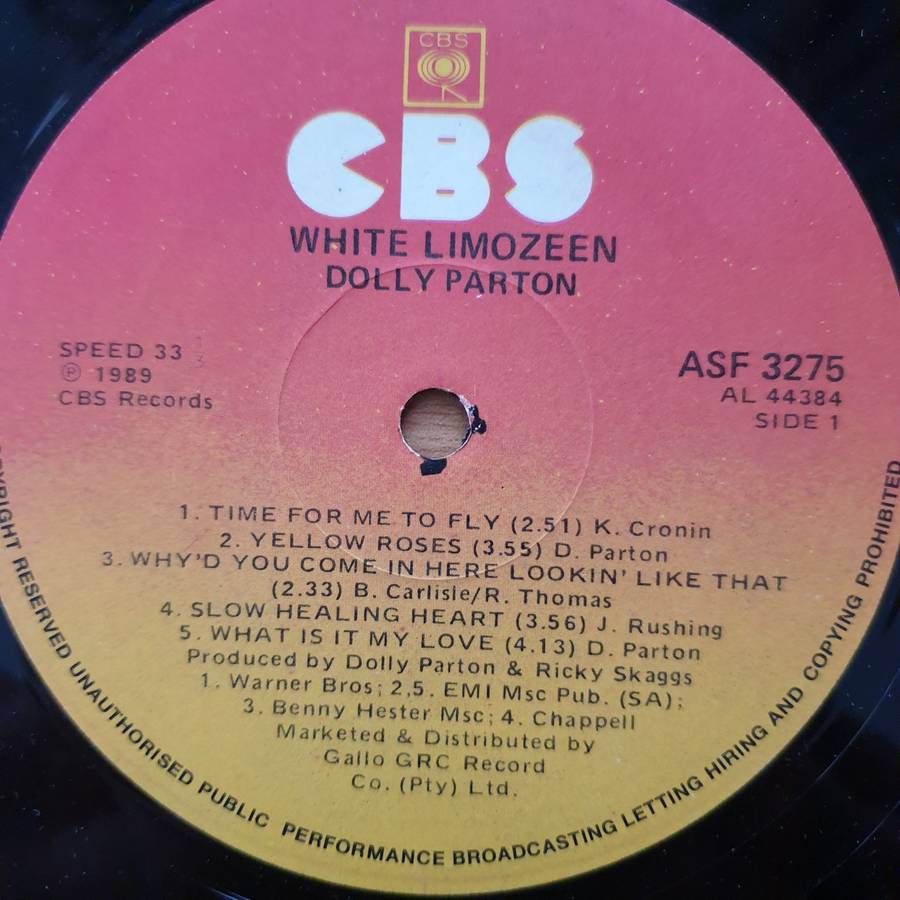 CBS
CBS
WHITE LIMOZEEN
DOLLY PARTON
SPEED 33 1/3
℗ 1989
CBS Records
ASF 3275
AL 44384
SIDE 1
1. TIME FOR ME TO FLY (2.51) K. Cronin
2. YELLOW ROSES (3.55) D. Parton
3. WHY'D YOU COME IN HERE LOOKIN' LIKE THAT
(2.33) B. Carlisle/R. Thomas
4. SLOW HEALING HEART (3.56) J. Rushing
5. WHAT IS IT MY LOVE (4.13) D. Parton
Produced by Dolly Parton & Ricky Skaggs
1. Warner Bros; 2,5. EMI Msc Pub. (SA);
3. Benny Hester Msc; 4. Chappell
Marketed & Distributed by
Gallo GRC Record
Co. (Pty) Ltd.
RESERVED UNAUTHORISED PUBLIC PERFORMANCE BROADCASTING LETTING HIRING AND COPYING PROHIBITED